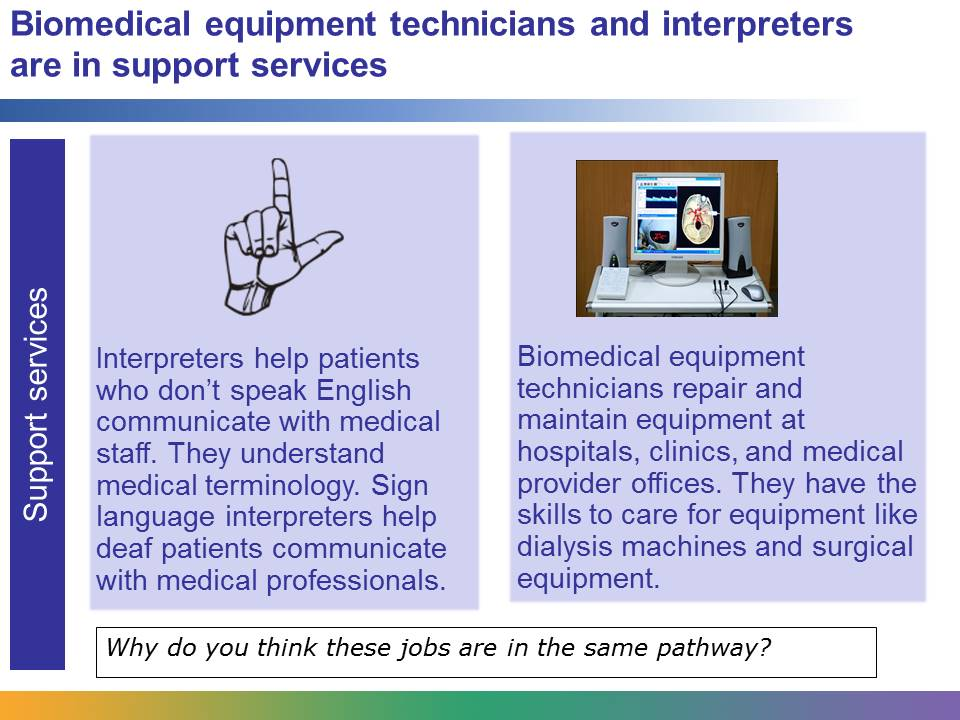 Biomedical equipment technicians and interpreters
are in support services
Support services
Interpreters help patients
who don’t speak English
communicate with medical
staff. They understand
medical terminology. Sign
language interpreters help
deaf patients communicate
with medical professionals.
Biomedical equipment
technicians repair and
maintain equipment at
hospitals, clinics, and medical
provider offices. They have the
skills to care for equipment like
dialysis machines and surgical
equipment.
Why do you think these jobs are in the same pathway?